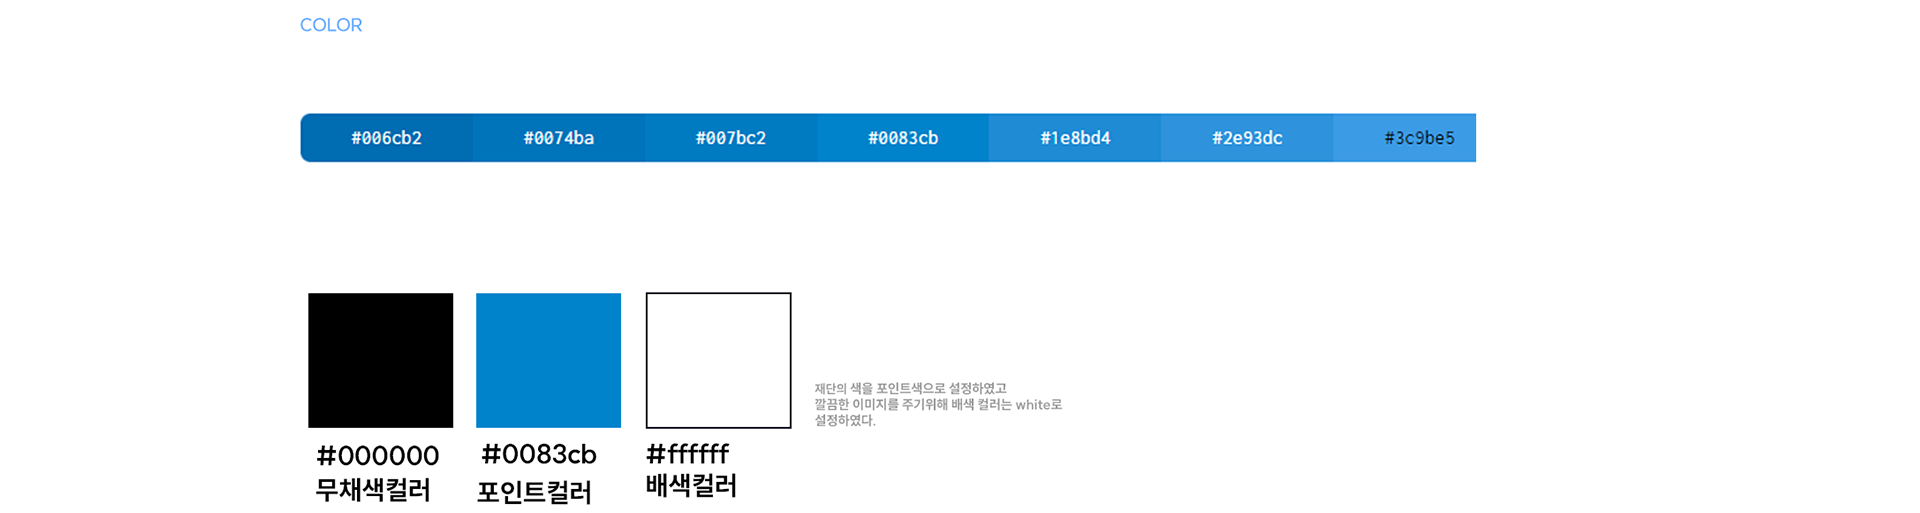 COLOR
#006cb2 #0074ba #007bc2 #0083cb #1e8bd4 #2e93dc #3c9be5
재단의 색을 포인트색으로 설정하였고
깔끔한 이미지를 주기위해 배색 컬러는 white로
설정하였다.
#000000 #0083cb #ffffff
무채색컬러 포인트컬러 배색컬러